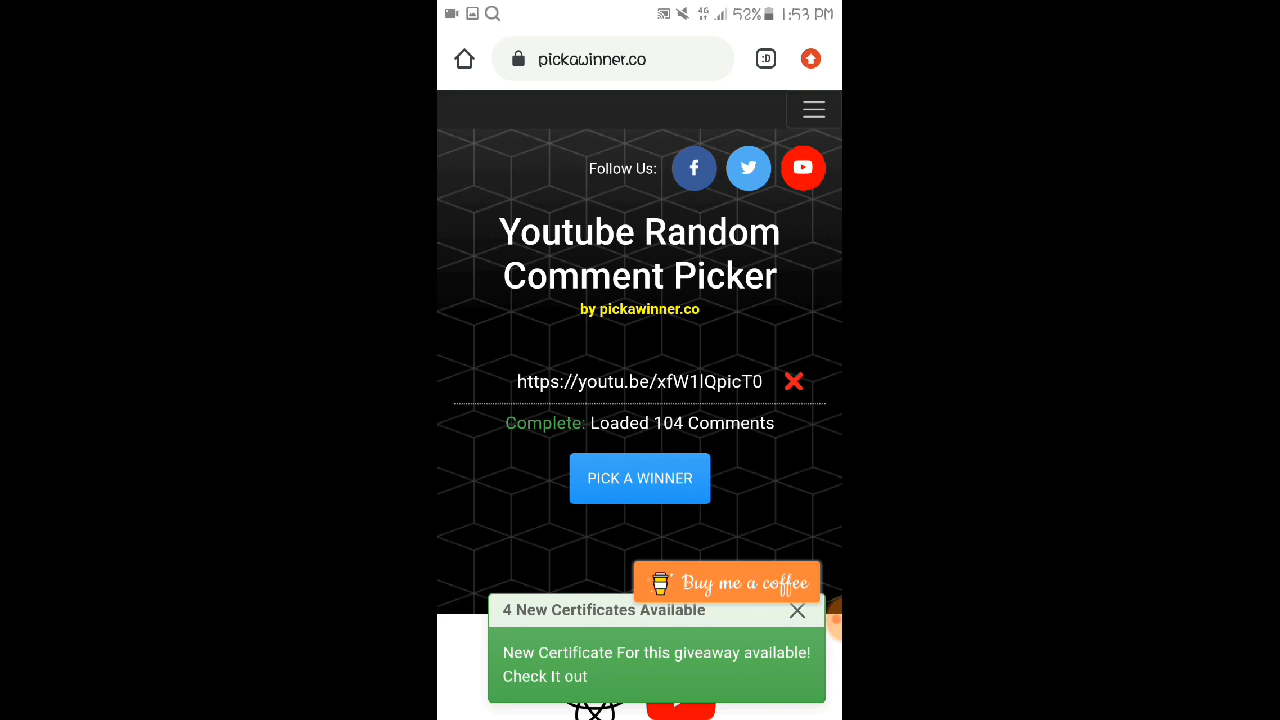 52% 1:53 PM
:D
pickawinner.co
Follow Us:
Youtube Random
Comment Picker
by pickawinner.co
https://youtu.be/xfW1lQpicT0
Complete: Loaded 104 Comments
PICK A WINNER
Buy me a coffee
4 New Certificates Available
New Certificate For this giveaway available!
Check It out